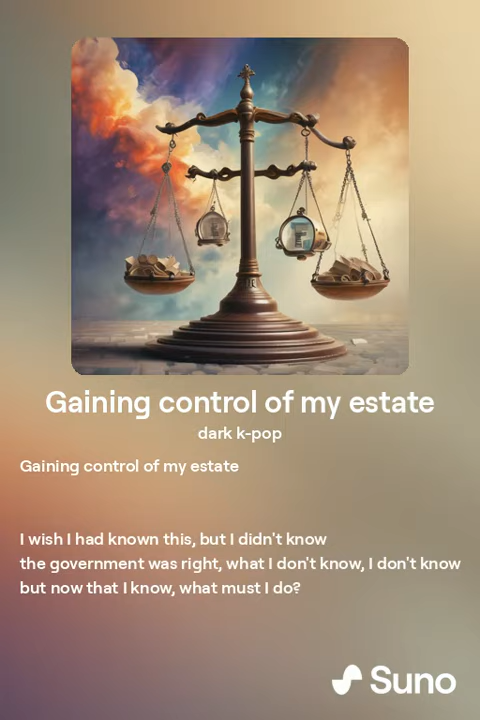 Gaining control of my estate
dark k-pop
Gaining control of my estate
I wish I had known this, but I didn't know
the government was right, what I don't know, I don't know
but now that I know, what must I do?
Suno